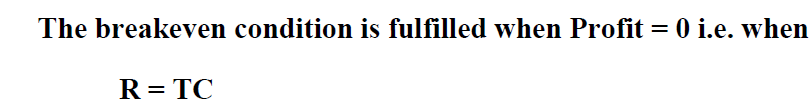 The breakeven condition is fulfilled when Profit = 0 i.e. when
R = TC